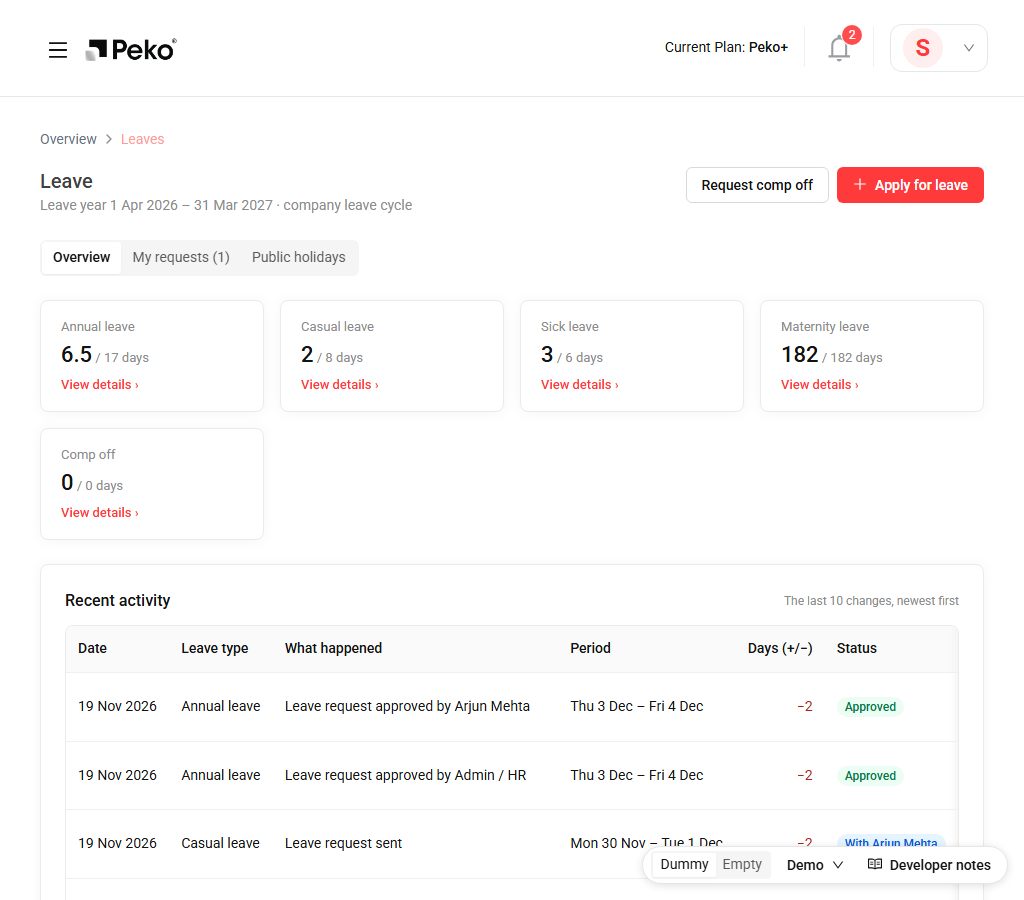 Peko
Current Plan: Peko+
2
S
Overview > Leaves
Leave
Leave year 1 Apr 2026 – 31 Mar 2027 · company leave cycle
Request comp off
+ Apply for leave
Overview
My requests (1)
Public holidays
Annual leave
6.5 / 17 days
View details ›
Casual leave
2 / 8 days
View details ›
Sick leave
3 / 6 days
View details ›
Maternity leave
182 / 182 days
View details ›
Comp off
0 / 0 days
View details ›
Recent activity
The last 10 changes, newest first
Date Leave type What happened Period Days (+/−) Status
19 Nov 2026 Annual leave Leave request approved by Arjun Mehta Thu 3 Dec – Fri 4 Dec −2 Approved
19 Nov 2026 Annual leave Leave request approved by Admin / HR Thu 3 Dec – Fri 4 Dec −2 Approved
19 Nov 2026 Casual leave Leave request sent Mon 30 Nov – Tue 1 Dec −2 With Arjun Mehta
Dummy Empty Demo Developer notes